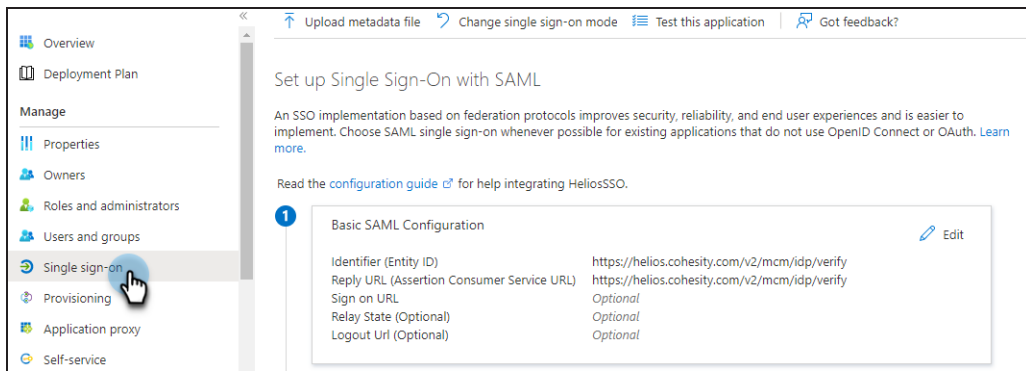 Overview
Deployment Plan
Manage
Properties
Owners
Roles and administrators
Users and groups
Single sign-on
Provisioning
Application proxy
Self-service
Upload metadata file Change single sign-on mode Test this application Got feedback?
Set up Single Sign-On with SAML
An SSO implementation based on federation protocols improves security, reliability, and end user experiences and is easier to
implement. Choose SAML single sign-on whenever possible for existing applications that do not use OpenID Connect or OAuth. Learn
more.
Read the configuration guide for help integrating HeliosSSO.
1
Basic SAML Configuration
Edit
Identifier (Entity ID) https://helios.cohesity.com/v2/mcm/idp/verify
Reply URL (Assertion Consumer Service URL) https://helios.cohesity.com/v2/mcm/idp/verify
Sign on URL Optional
Relay State (Optional) Optional
Logout Url (Optional) Optional